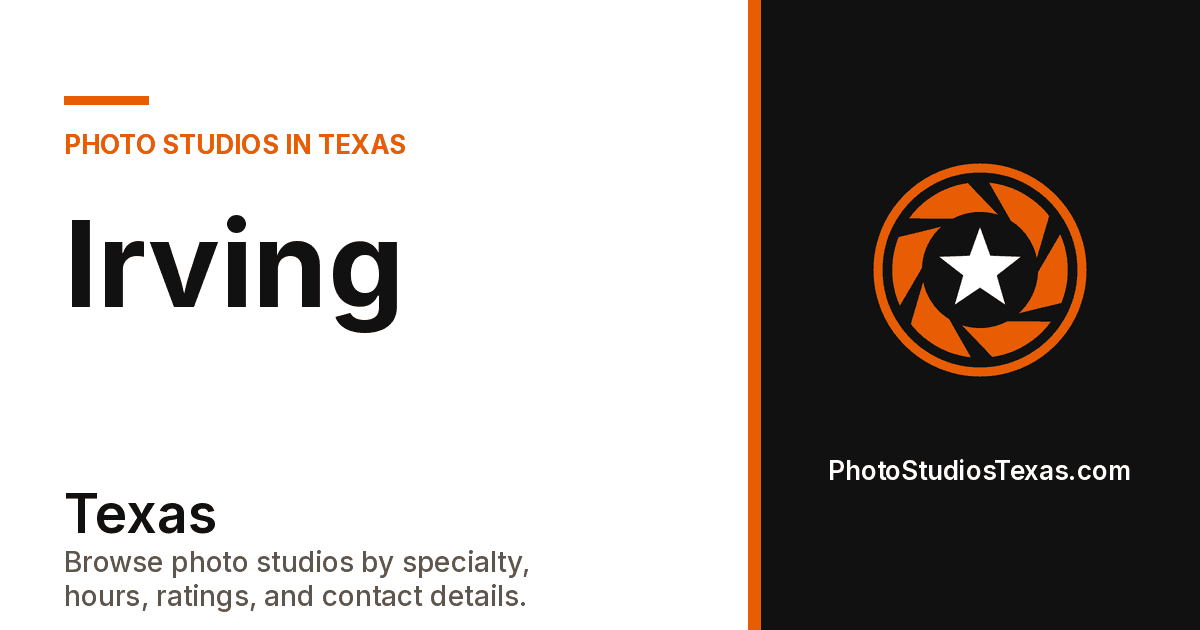 PHOTO STUDIOS IN TEXAS
Irving
Texas
Browse photo studios by specialty,
hours, ratings, and contact details.
PhotoStudiosTexas.com